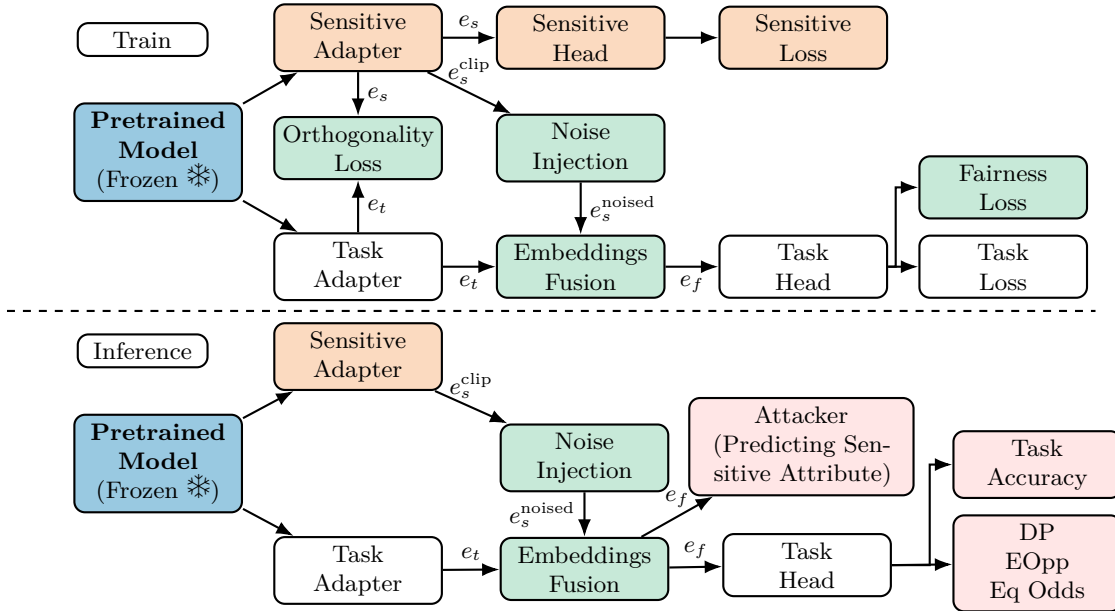 Train
Sensitive
Adapter
e_s
Sensitive
Head
Sensitive
Loss
e_s^clip
e_s
Pretrained
Model
(Frozen ❄)
Orthogonality
Loss
Noise
Injection
e_t
e_s^noised
Fairness
Loss
Task
Adapter
e_t
Embeddings
Fusion
e_f
Task
Head
Task
Loss
Inference
Sensitive
Adapter
e_s^clip
Pretrained
Model
(Frozen ❄)
Noise
Injection
Attacker
(Predicting Sen-
sitive Attribute)
Task
Accuracy
e_s^noised
e_f
Task
Adapter
e_t
Embeddings
Fusion
e_f
Task
Head
DP
EOpp
Eq Odds